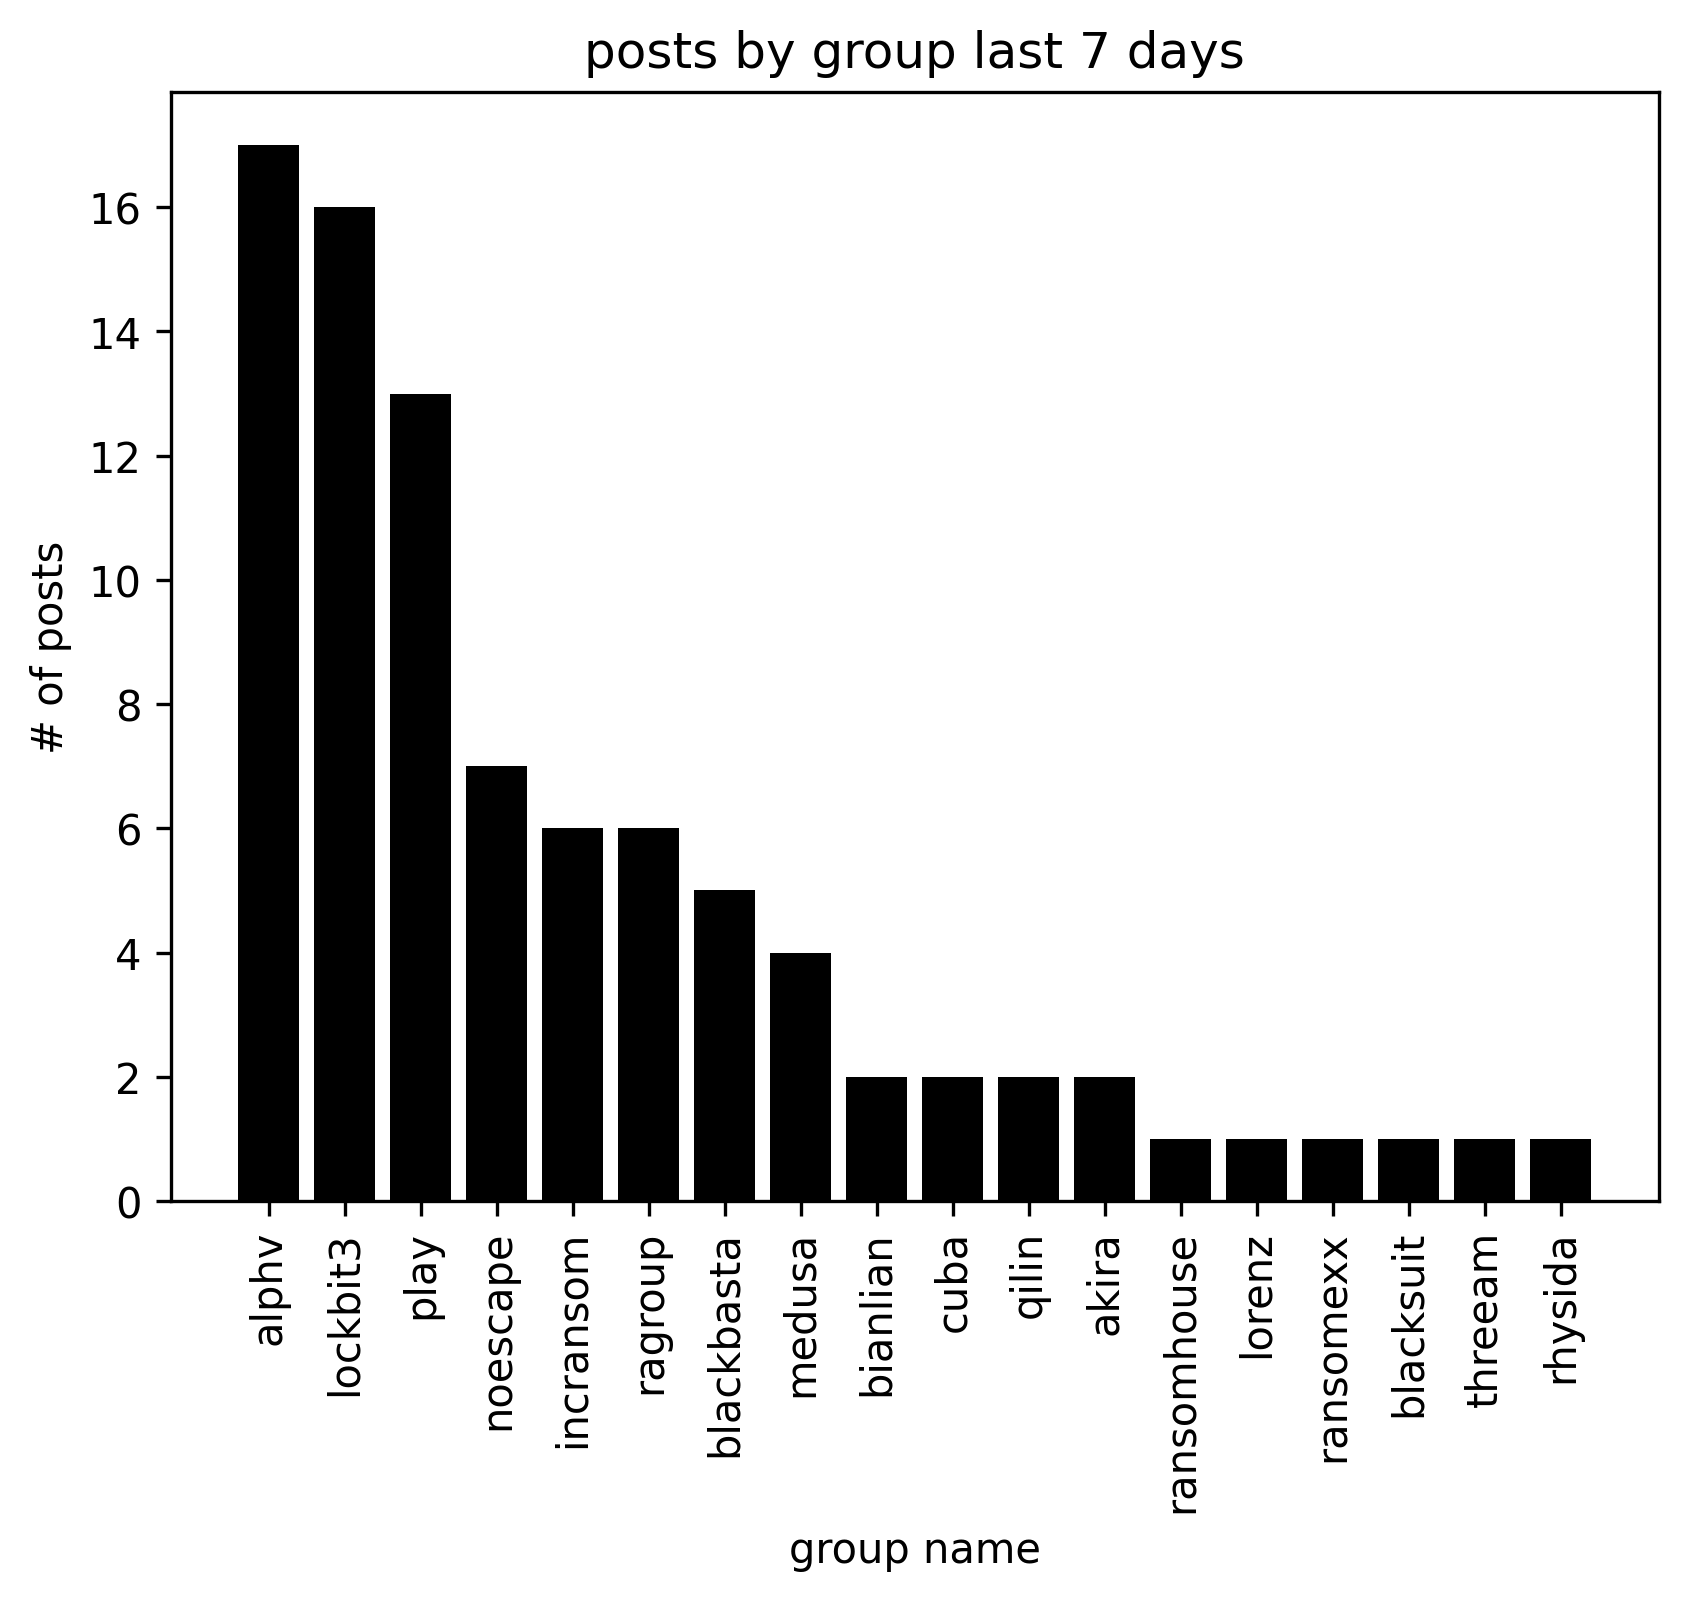 posts by group last 7 days
# of posts
16
14
12
10
8
6
4
2
0
alphv
lockbit3
play
noescape
incransom
ragroup
blackbasta
medusa
bianlian
cuba
qilin
akira
ransomhouse
lorenz
ransomexx
blacksuit
threeam
rhysida
group name